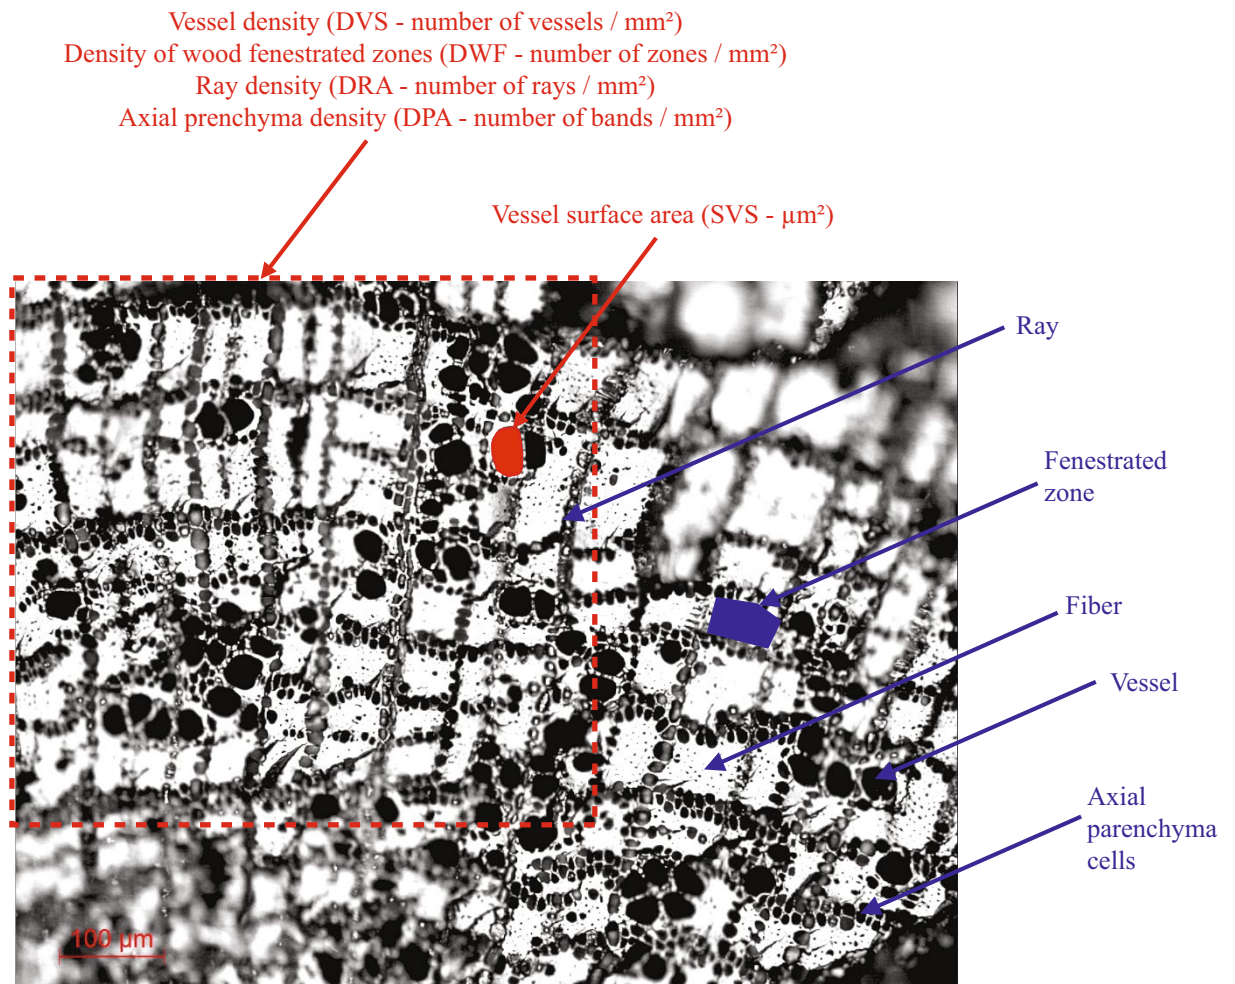 Vessel density (DVS - number of vessels / mm²)
Density of wood fenestrated zones (DWF - number of zones / mm²)
Ray density (DRA - number of rays / mm²)
Axial prenchyma density (DPA - number of bands / mm²)
Vessel surface area (SVS - µm²)
Ray
Fenestrated
zone
Fiber
Vessel
Axial
parenchyma
cells
100 µm